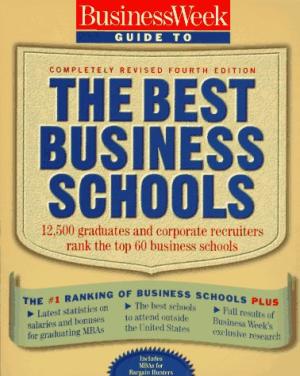 BusinessWeek
GUIDE TO
COMPLETELY REVISED FOURTH EDITION
THE BEST
BUSINESS
SCHOOLS
12,500 graduates and corporate recruiters
rank the top 60 business schools
THE #1 RANKING OF BUSINESS SCHOOLS PLUS
▶ Latest statistics on
salaries and bonuses
for graduating MBAs
▶ The best schools
to attend outside
the United States
▶ Full results of
Business Week's
exclusive research
Includes
MBAs for
Bargain Hunters